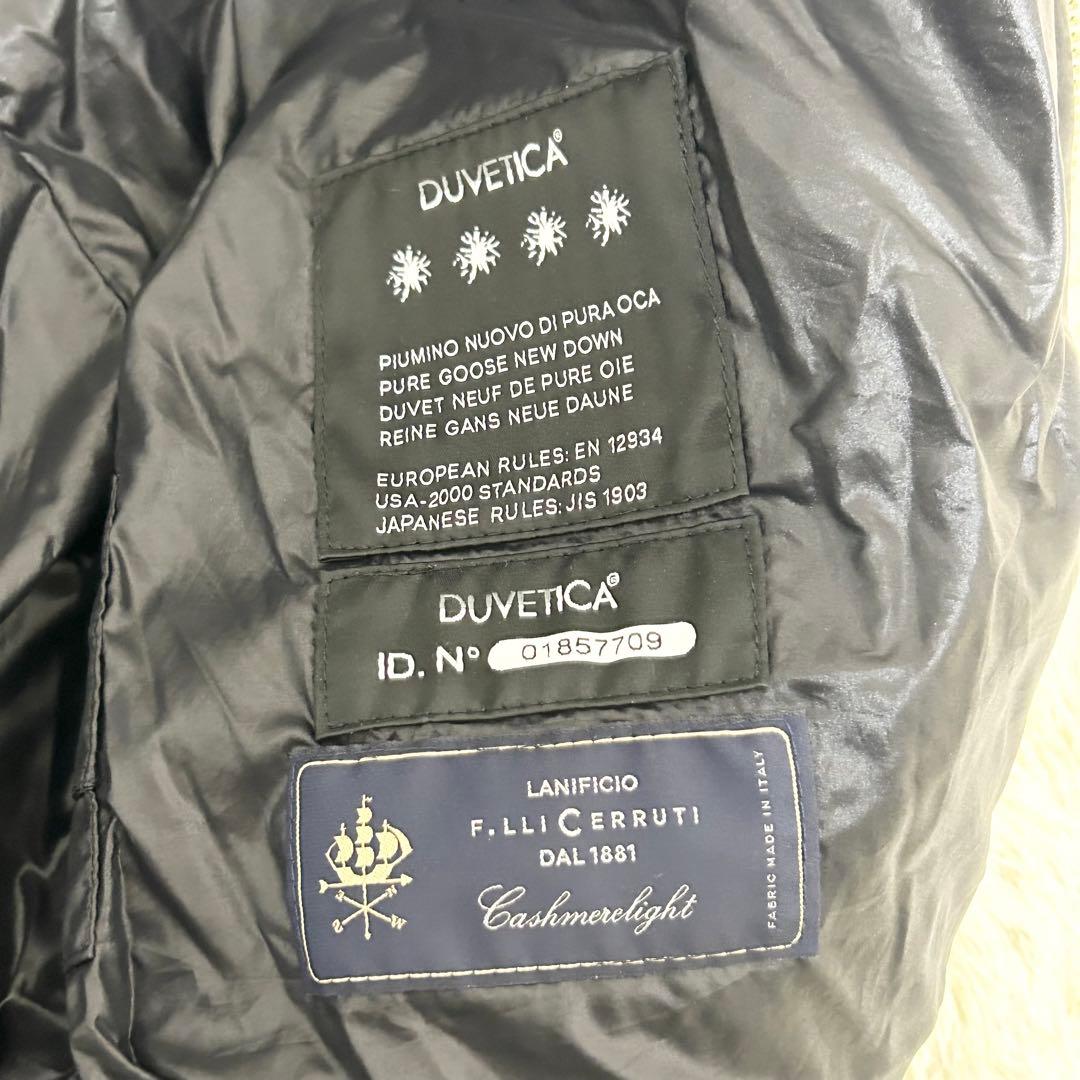 DUVETICA®
PIUMINO NUOVO DI PURA OCA
PURE GOOSE NEW DOWN
DUVET NEUF DE PURE OIE
REINE GANS NEUE DAUNE
EUROPEAN RULES: EN 12934
USA-2000 STANDARDS
JAPANESE RULES: JIS 1903
DUVETICA®
ID. N° 01857709
LANIFICIO
F.LLI CERRUTI
DAL 1881
Cashmerelight
FABRIC MADE IN ITALY
S W